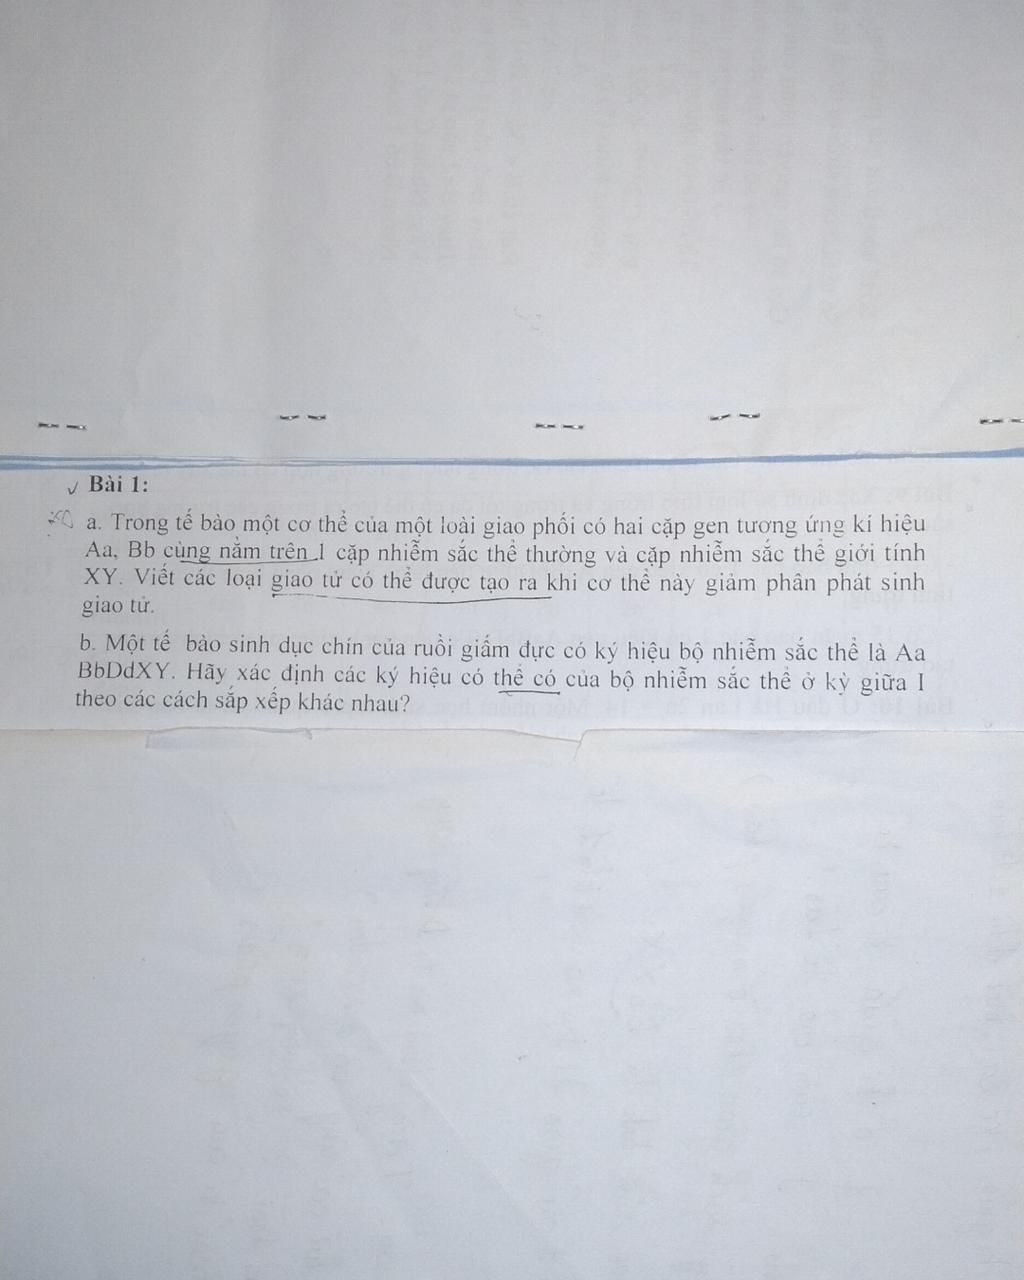 Bài 1:
a. Trong tế bào một cơ thể của một loài giao phối có hai cặp gen tương ứng kí hiệu
Aa, Bb cùng nằm trên 1 cặp nhiễm sắc thể thường và cặp nhiễm sắc thể giới tính
XY. Viết các loại giao tử có thể được tạo ra khi cơ thể này giảm phân phát sinh
giao tử.
b. Một tế bào sinh dục chín của ruồi giấm đực có ký hiệu bộ nhiễm sắc thể là Aa
BbDdXY. Hãy xác định các ký hiệu có thể có của bộ nhiễm sắc thể ở kỳ giữa I
theo các cách sắp xếp khác nhau?